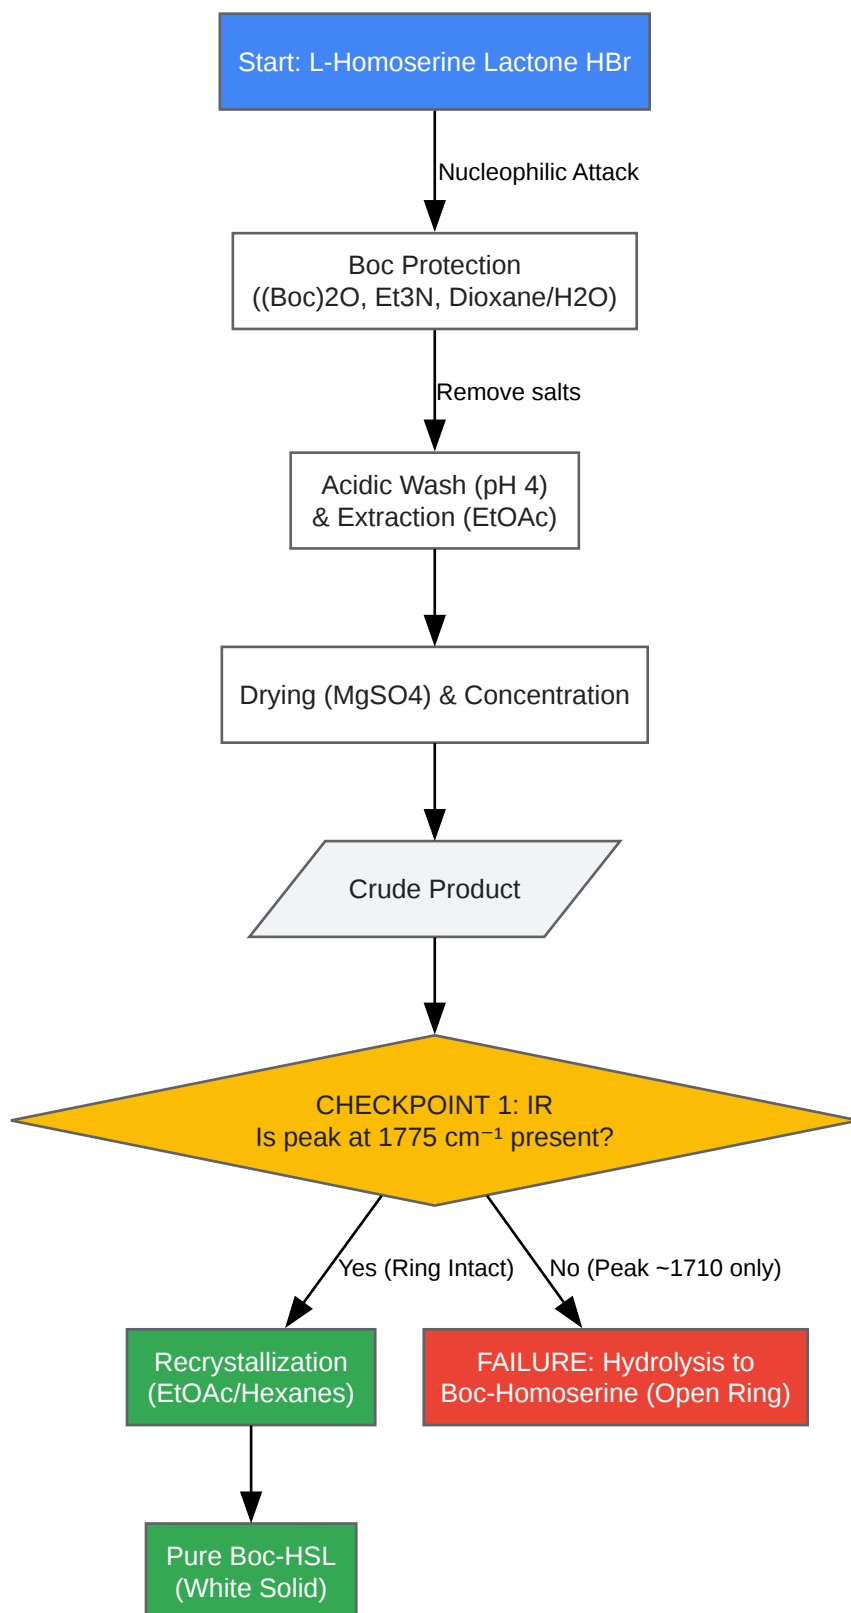 Start: L-Homoserine Lactone HBr
Nucleophilic Attack
Boc Protection
((Boc)2O, Et3N, Dioxane/H2O)
Remove salts
Acidic Wash (pH 4)
& Extraction (EtOAc)
Drying (MgSO4) & Concentration
Crude Product
CHECKPOINT 1: IR
Is peak at 1775 cm⁻¹ present?
Yes (Ring Intact)
No (Peak ~1710 only)
Recrystallization
(EtOAc/Hexanes)
FAILURE: Hydrolysis to
Boc-Homoserine (Open Ring)
Pure Boc-HSL
(White Solid)